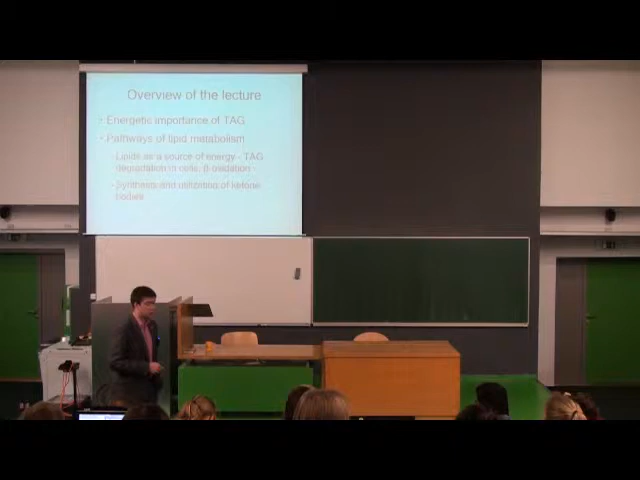 Overview of the lecture
• Energetic importance of TAG
• Pathways of lipid metabolism
- Lipids as a source of energy - TAG
degradation in cells, β-oxidation
- Synthesis and utilization of ketone
bodies